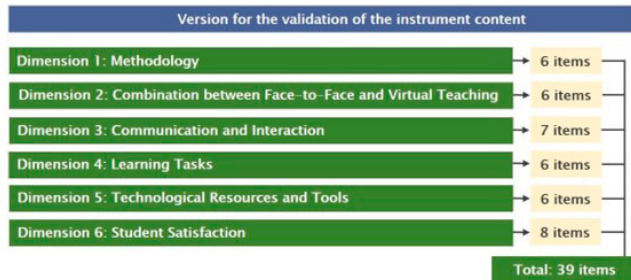 Version for the validation of the instrument content
Dimension 1: Methodology
6 items
Dimension 2: Combination between Face-to-Face and Virtual Teaching
6 items
Dimension 3: Communication and Interaction
7 items
Dimension 4: Learning Tasks
6 items
Dimension 5: Technological Resources and Tools
6 items
Dimension 6: Student Satisfaction
8 items
Total: 39 items